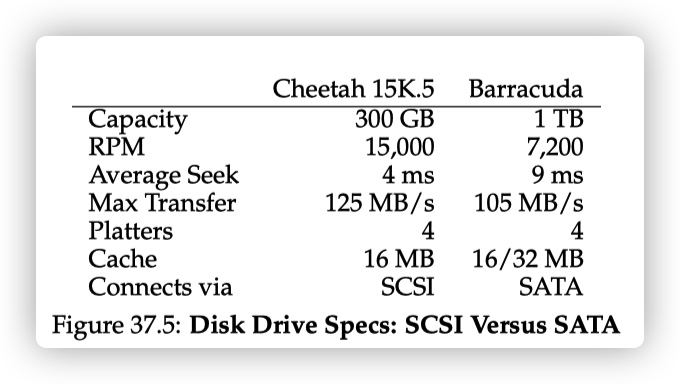 Cheetah 15K.5 Barracuda
Capacity 300 GB 1 TB
RPM 15,000 7,200
Average Seek 4 ms 9 ms
Max Transfer 125 MB/s 105 MB/s
Platters 4 4
Cache 16 MB 16/32 MB
Connects via SCSI SATA
Figure 37.5: Disk Drive Specs: SCSI Versus SATA